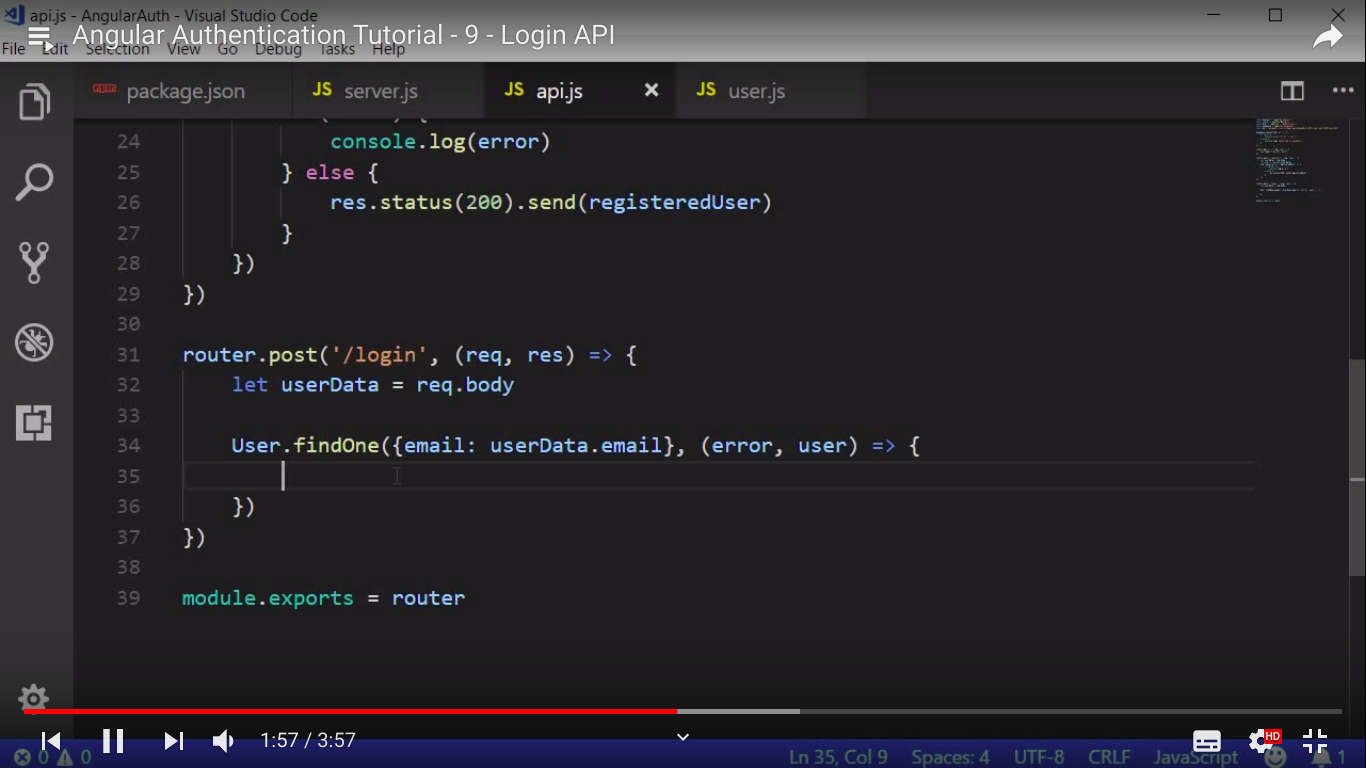 api.js - AngularAuth - Visual Studio Code
Angular Authentication Tutorial - 9 - Login API
File Edit Selection View Go Debug Tasks Help
npm package.json JS server.js JS api.js JS user.js
24 console.log(error)
25 } else {
26 res.status(200).send(registeredUser)
27 }
28 })
29 })
30
31 router.post('/login', (req, res) => {
32 let userData = req.body
33
34 User.findOne({email: userData.email}, (error, user) => {
35
36 })
37 })
38
39 module.exports = router
1:57 / 3:57
HD
0 0 Ln 35, Col 9 Spaces: 4 UTF-8 CRLF JavaScript 1